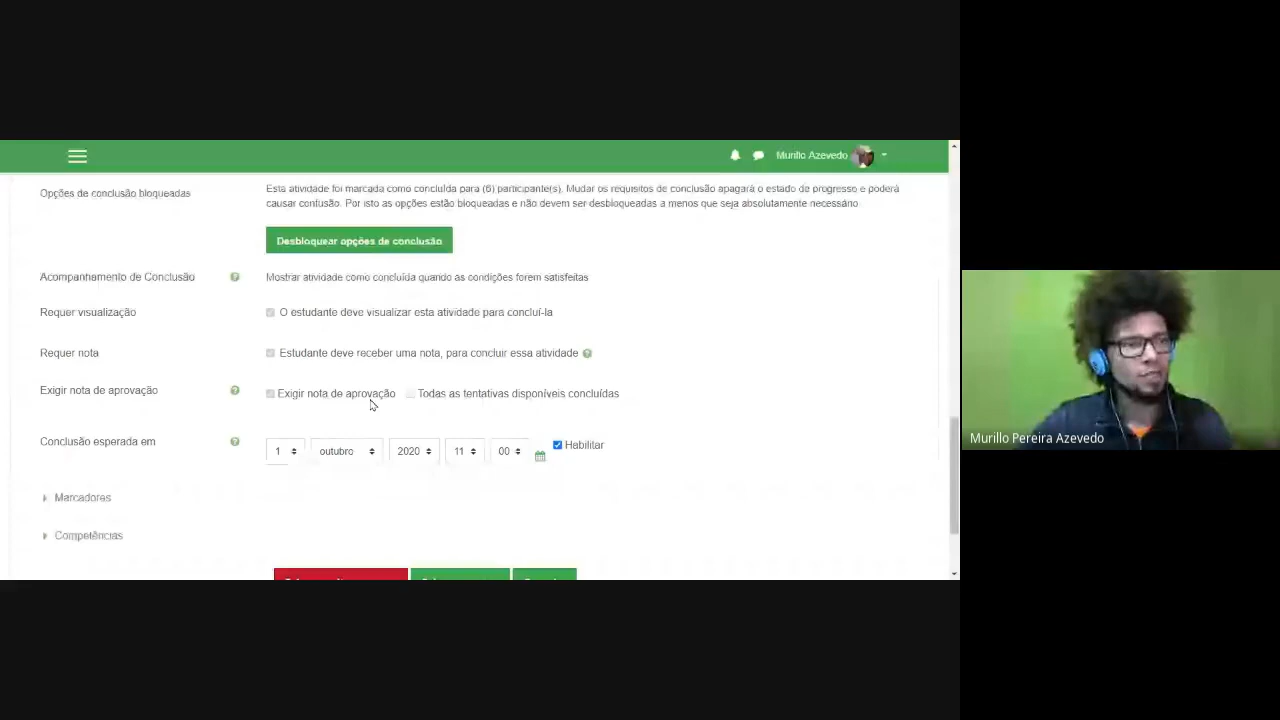 Murillo Azevedo
Opções de conclusão bloqueadas
Esta atividade foi marcada como concluída para (6) participante(s). Mudar os requisitos de conclusão apagará o estado de progresso e poderá
causar confusão. Por isto as opções estão bloqueadas e não devem ser desbloqueadas a menos que seja absolutamente necessário
Desbloquear opções de conclusão
Acompanhamento de Conclusão
Mostrar atividade como concluída quando as condições forem satisfeitas
Requer visualização
O estudante deve visualizar esta atividade para concluí-la
Requer nota
Estudante deve receber uma nota, para concluir essa atividade
Exigir nota de aprovação
Exigir nota de aprovação Todas as tentativas disponíveis concluídas
Conclusão esperada em
1 outubro 2020 11 00 Habilitar
Marcadores
Competências
Murillo Pereira Azevedo